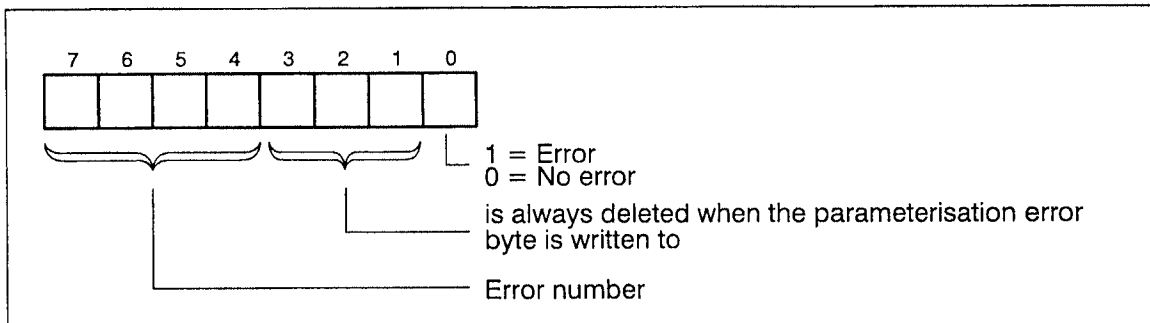 7 6 5 4 3 2 1 0
1 = Error
0 = No error
is always deleted when the parameterisation error
byte is written to
Error number